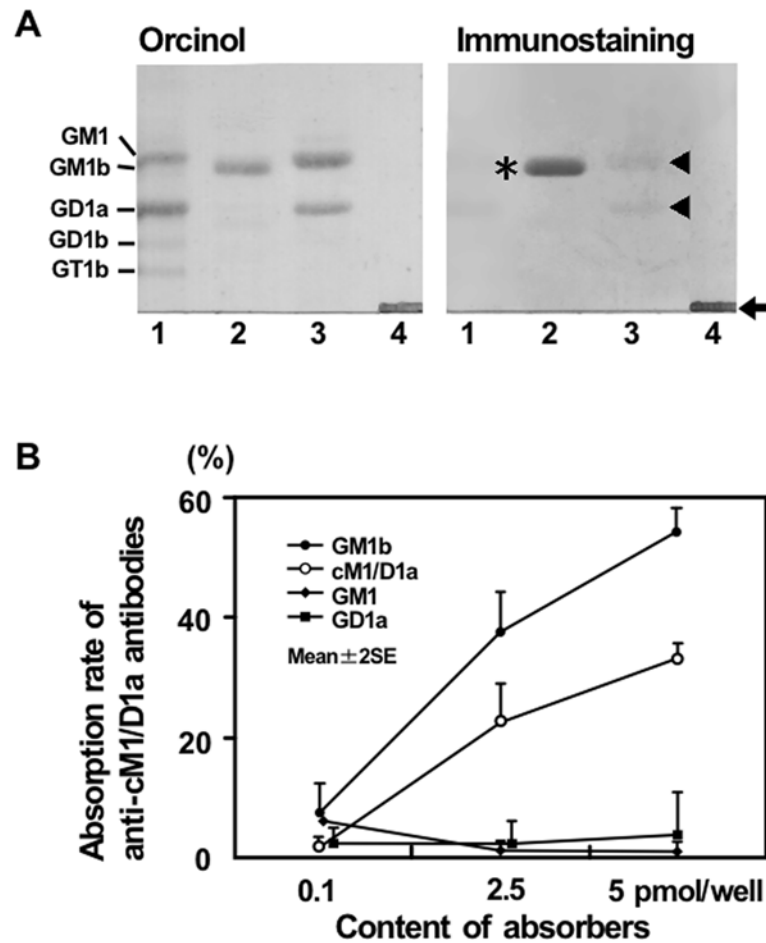 A
Orcinol Immunostaining
GM1
GM1b
GD1a
GD1b
GT1b
*
1 2 3 4 1 2 3 4
B
(%)
60
40
20
0
Absorption rate of
anti-cM1/D1a antibodies
GM1b
cM1/D1a
GM1
GD1a
Mean±2SE
0.1 2.5 5 pmol/well
Content of absorbers